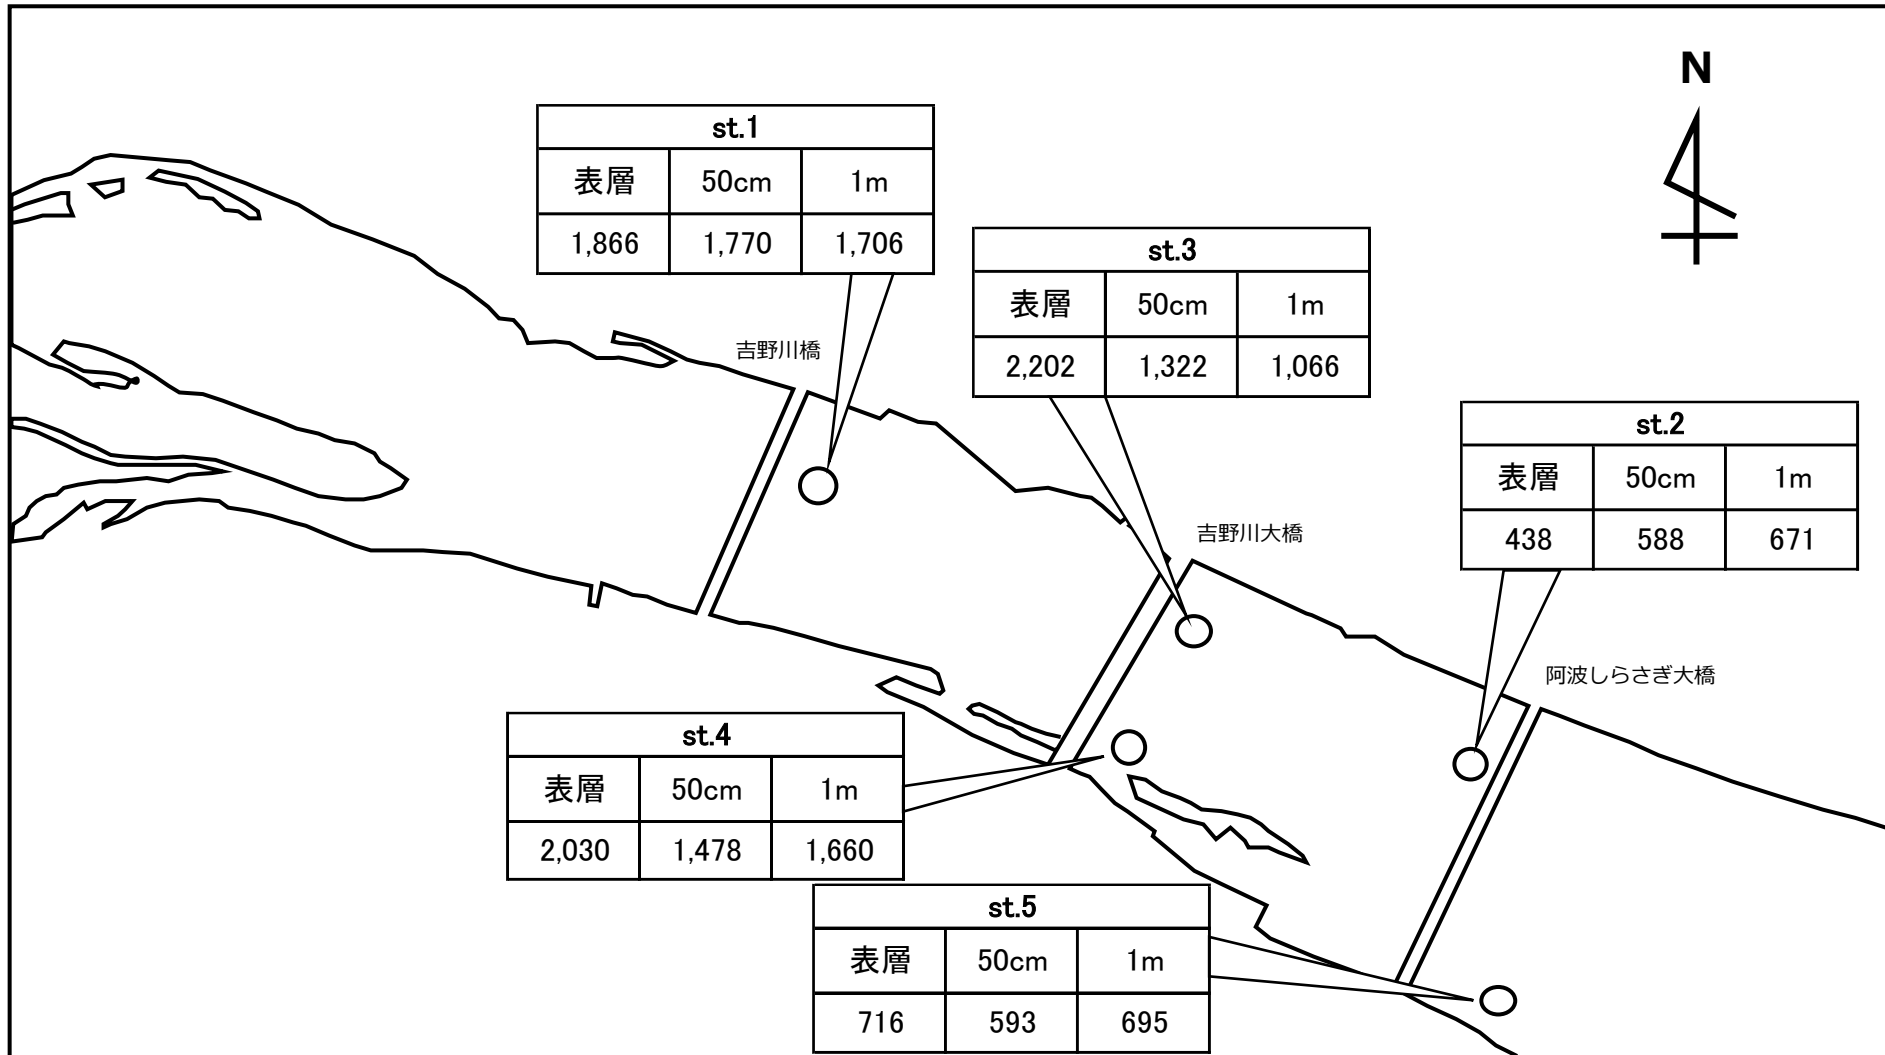 N
st.1
表層 50cm 1m
1,866 1,770 1,706
st.3
表層 50cm 1m
2,202 1,322 1,066
吉野川橋
st.2
表層 50cm 1m
438 588 671
吉野川大橋
阿波しらさぎ大橋
st.4
表層 50cm 1m
2,030 1,478 1,660
st.5
表層 50cm 1m
716 593 695